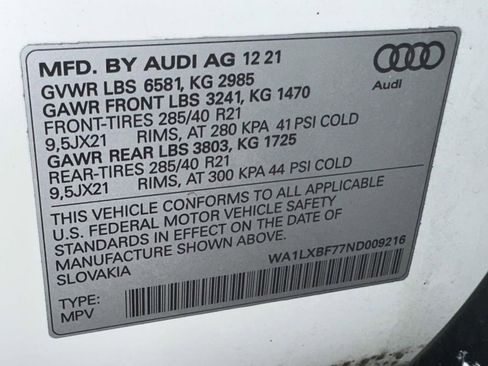 MFD. BY AUDI AG 12 21
GVWR LBS 6581, KG 2985
GAWR FRONT LBS 3241, KG 1470
FRONT-TIRES 285/40 R21
9,5JX21 RIMS, AT 280 KPA 41 PSI COLD
GAWR REAR LBS 3803, KG 1725
REAR-TIRES 285/40 R21
9,5JX21 RIMS, AT 300 KPA 44 PSI COLD
THIS VEHICLE CONFORMS TO ALL APPLICABLE
U.S. FEDERAL MOTOR VEHICLE SAFETY
STANDARDS IN EFFECT ON THE DATE OF
MANUFACTURE SHOWN ABOVE.
SLOVAKIA
WA1LXBF77ND009216
TYPE:
MPV
Audi